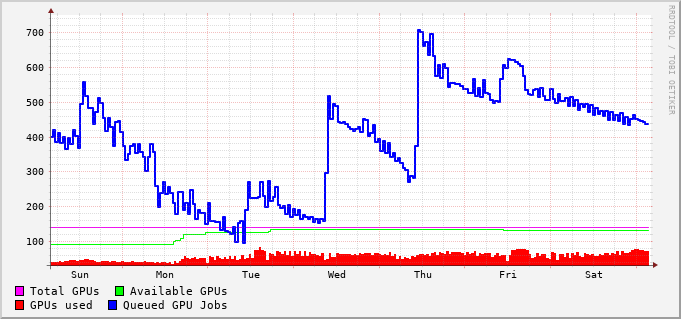 700
600
500
400
300
200
100
Sun Mon Tue Wed Thu Fri Sat
Total GPUs Available GPUs
GPUs used Queued GPU Jobs
RRDTOOL / TOBI OETIKER